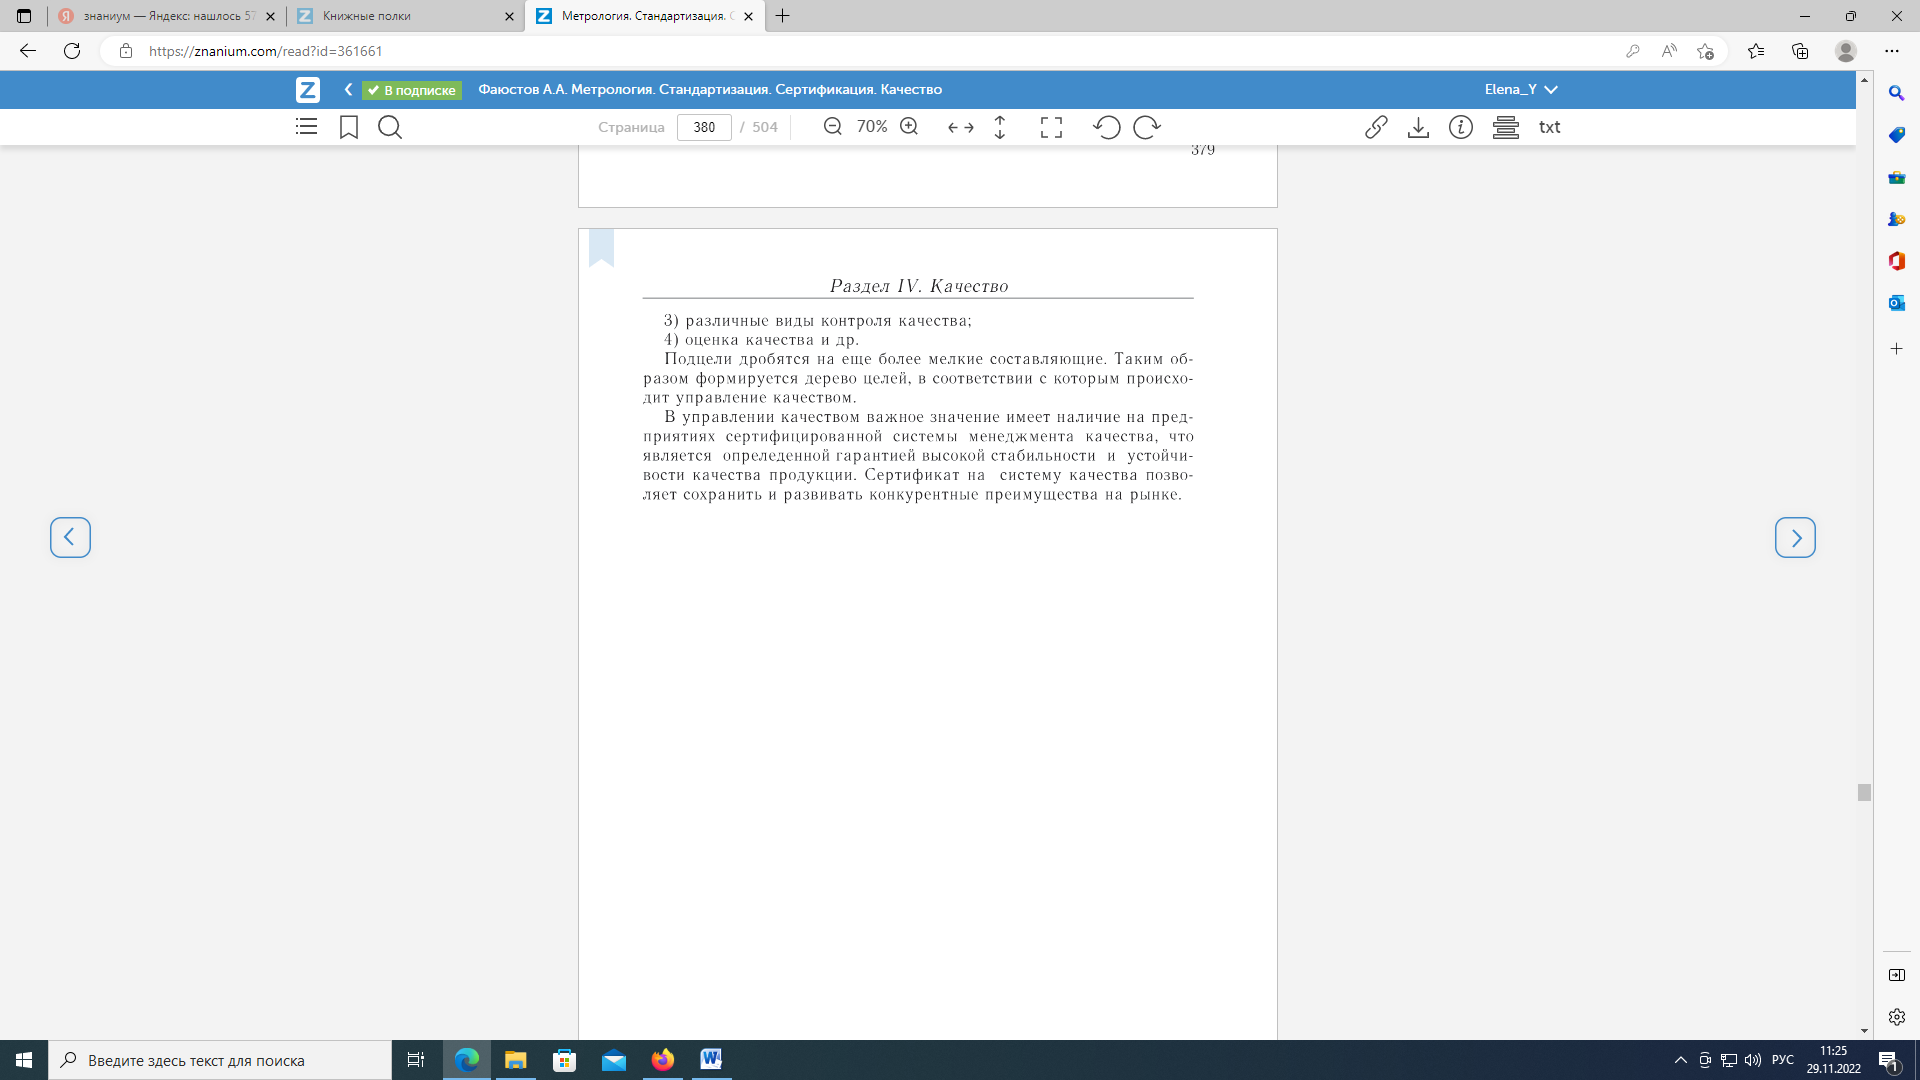 знаниум — Яндекс: нашлось 57
Книжные полки
Метрология. Стандартизация. С
https://znanium.com/read?id=361661
В подписке
Фаюстов А.А. Метрология. Стандартизация. Сертификация. Качество
Elena_Y
Страница 380 / 504
70%
txt
379
Раздел IV. Качество
3) различные виды контроля качества;
4) оценка качества и др.
Подцели дробятся на еще более мелкие составляющие. Таким об-
разом формируется дерево целей, в соответствии с которым происхо-
дит управление качеством.
В управлении качеством важное значение имеет наличие на пред-
приятиях сертифицированной системы менеджмента качества, что
является опреледенной гарантией высокой стабильности и устойчи-
вости качества продукции. Сертификат на систему качества позво-
ляет сохранить и развивать конкурентные преимущества на рынке.
Введите здесь текст для поиска
РУС
11:25
29.11.2022
1